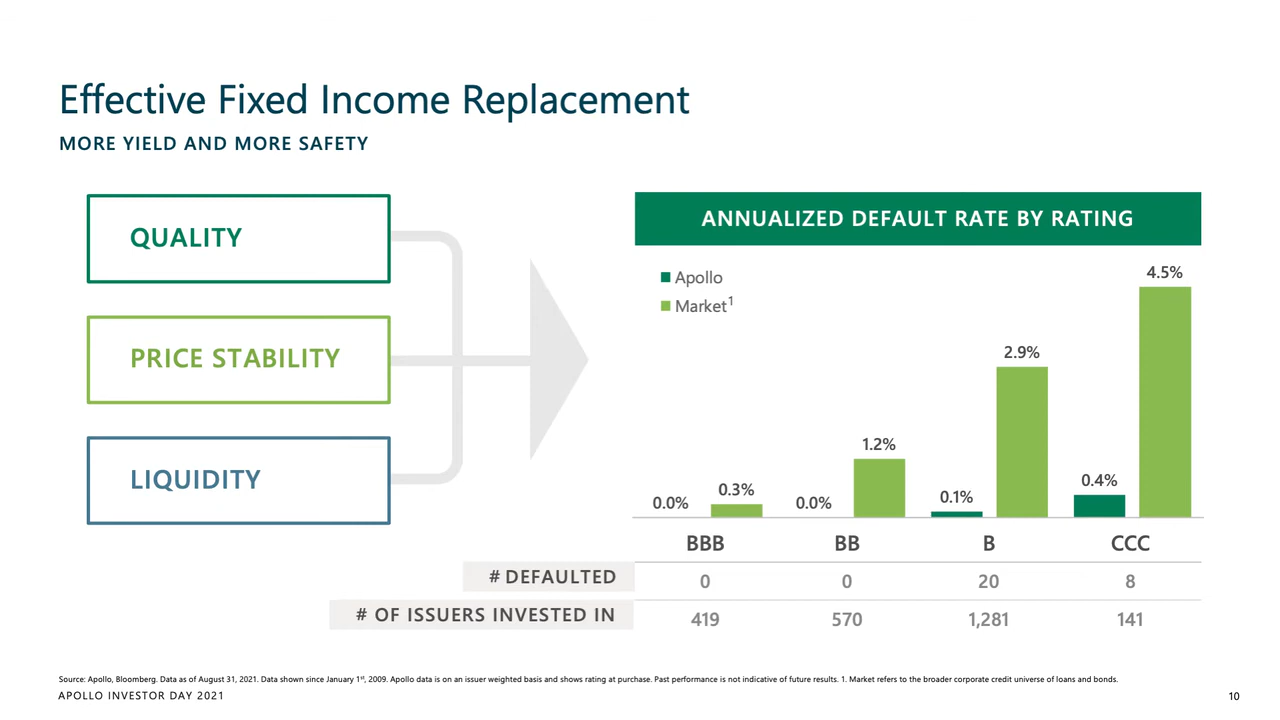 Effective Fixed Income Replacement
MORE YIELD AND MORE SAFETY
QUALITY
PRICE STABILITY
LIQUIDITY
ANNUALIZED DEFAULT RATE BY RATING
Apollo
Market¹
0.0% 0.3% 0.0% 1.2% 0.1% 2.9% 0.4% 4.5%
BBB BB B CCC
# DEFAULTED 0 0 20 8
# OF ISSUERS INVESTED IN 419 570 1,281 141
Source: Apollo, Bloomberg. Data as of August 31, 2021. Data shown since January 1st, 2009. Apollo data is on an issuer weighted basis and shows rating at purchase. Past performance is not indicative of future results. 1. Market refers to the broader corporate credit universe of loans and bonds.
APOLLO INVESTOR DAY 2021
10